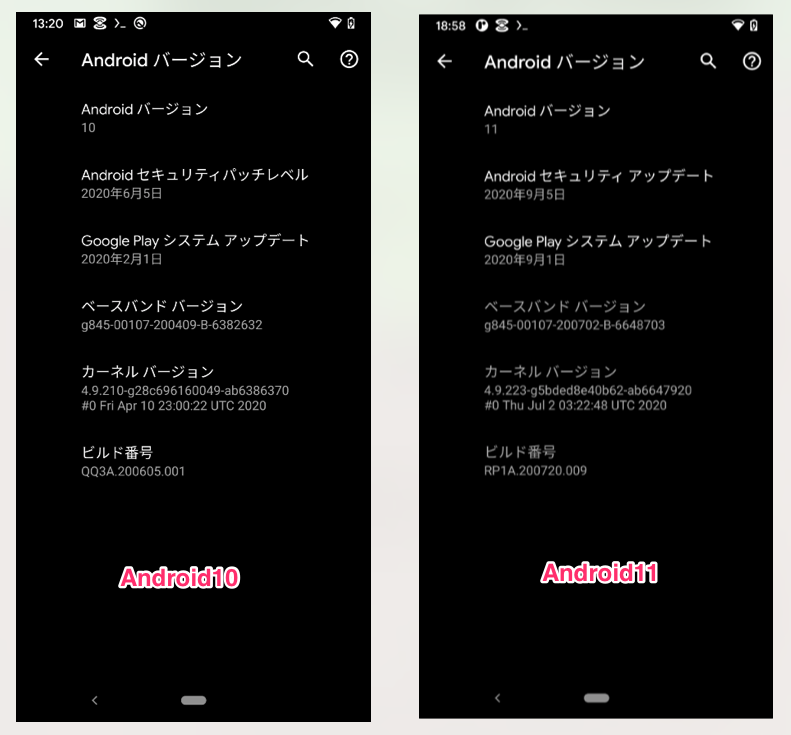 13:20
Android バージョン
Android バージョン
10
Android セキュリティパッチレベル
2020年6月5日
Google Play システム アップデート
2020年2月1日
ベースバンド バージョン
g845-00107-200409-B-6382632
カーネル バージョン
4.9.210-g28c696160049-ab6386370
#0 Fri Apr 10 23:00:22 UTC 2020
ビルド番号
QQ3A.200605.001
Android10
18:58
Android バージョン
Android バージョン
11
Android セキュリティ アップデート
2020年9月5日
Google Play システム アップデート
2020年9月1日
ベースバンド バージョン
g845-00107-200702-B-6648703
カーネル バージョン
4.9.223-g5bded8e40b62-ab6647920
#0 Thu Jul 2 03:22:48 UTC 2020
ビルド番号
RP1A.200720.009
Android11